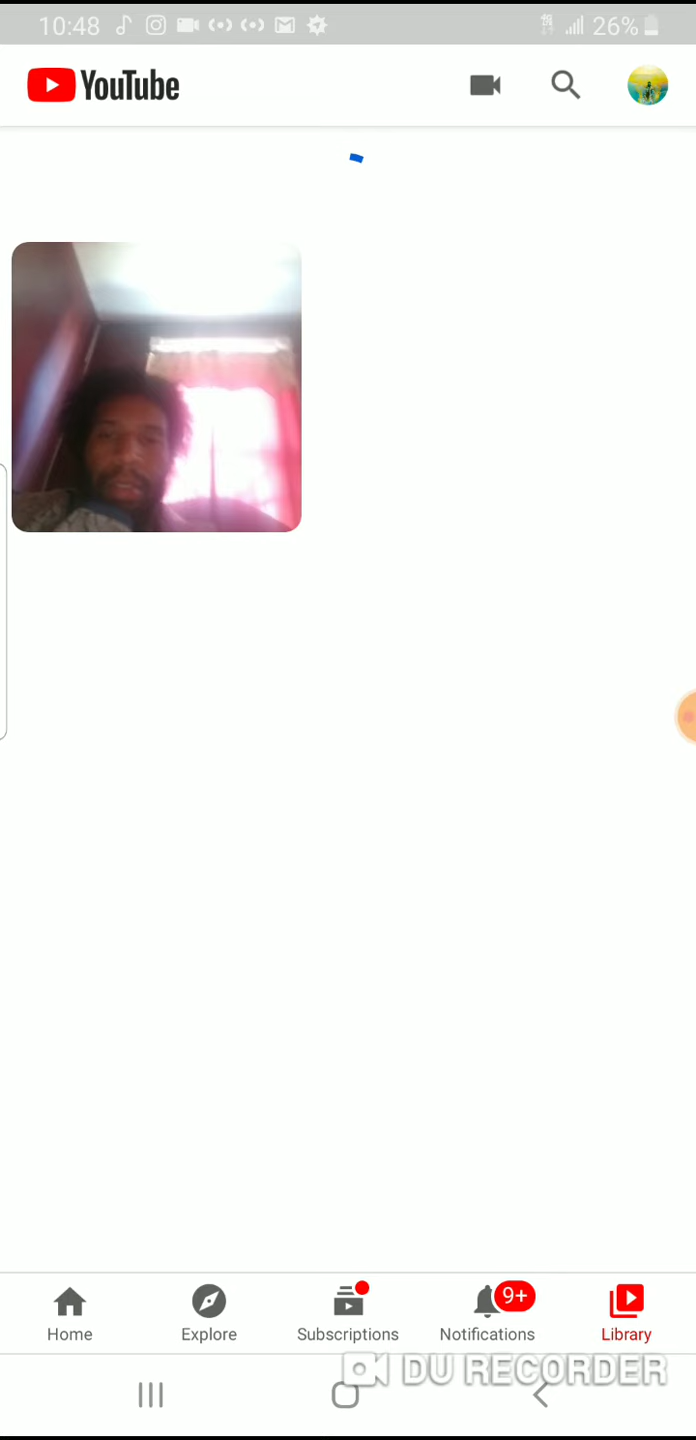 10:48 26%
YouTube
9+
Home Explore Subscriptions Notifications Library
DU RECORDER